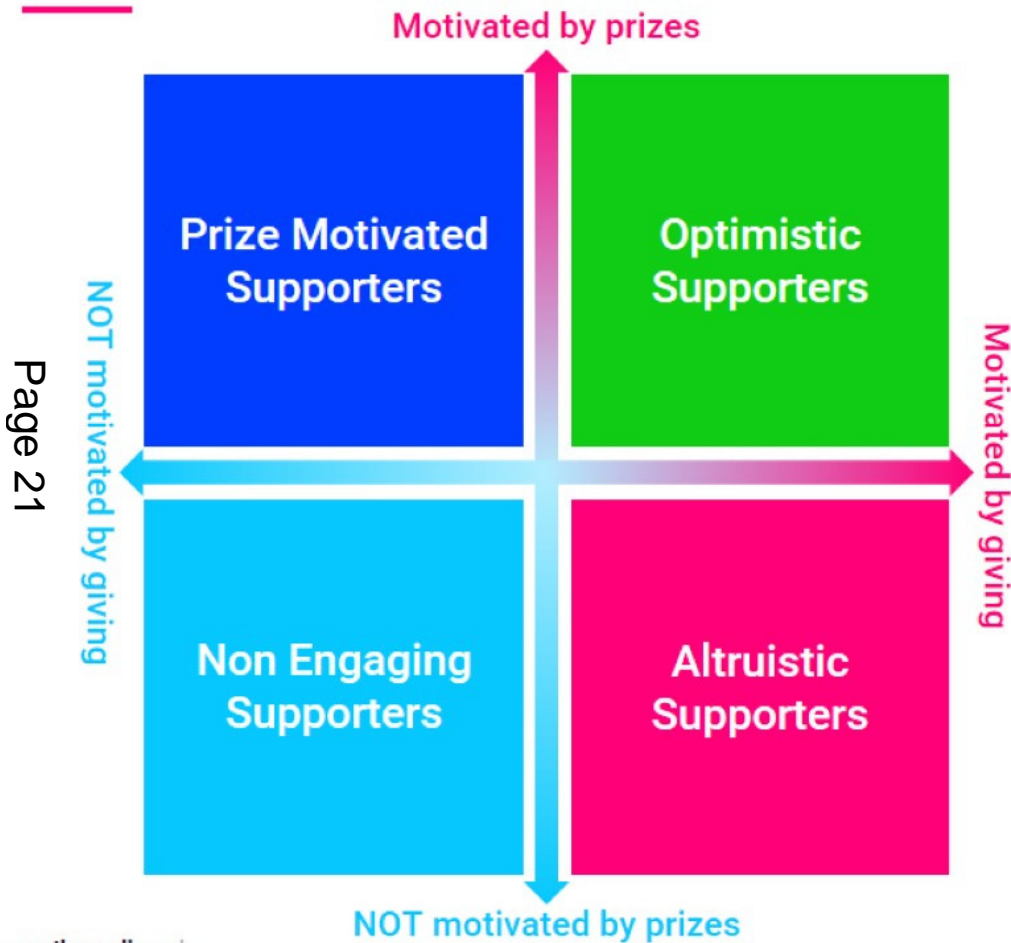 Motivated by prizes
Prize Motivated
Supporters
Optimistic
Supporters
NOT motivated by giving
Motivated by giving
Page 21
Non Engaging
Supporters
Altruistic
Supporters
NOT motivated by prizes